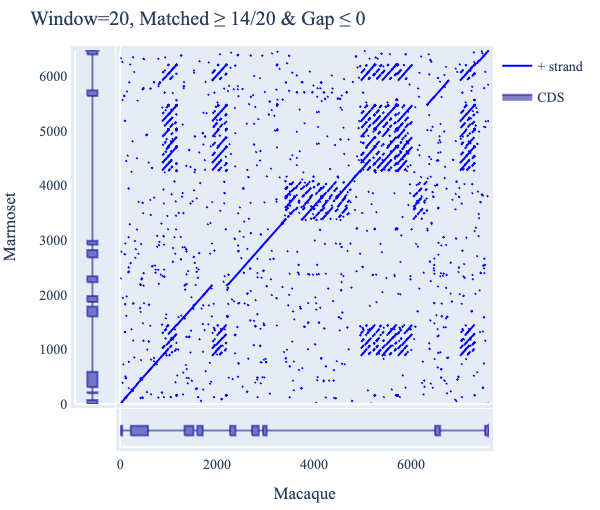 Window=20, Matched ≥ 14/20 & Gap ≤ 0
+ strand
CDS
6000
5000
4000
3000
2000
1000
0
Marmoset
0 2000 4000 6000
Macaque